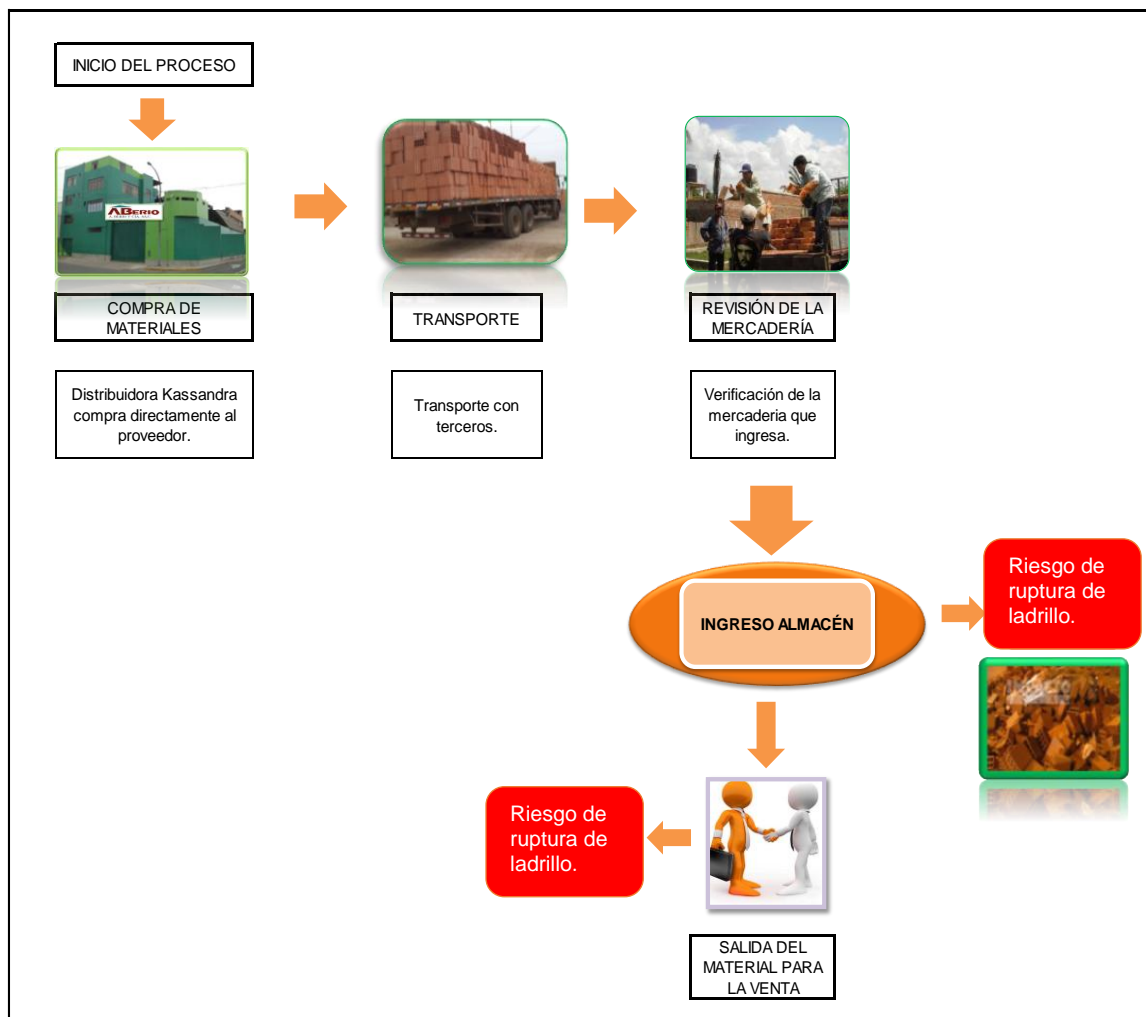 INICIO DEL PROCESO
ABERIO
COMPRA DE
MATERIALES
TRANSPORTE
REVISIÓN DE LA
MERCADERÍA
Distribuidora Kassandra
compra directamente al
proveedor.
Transporte con
terceros.
Verificación de la
mercaderia que
ingresa.
INGRESO ALMACÉN
Riesgo de
ruptura de
ladrillo.
Riesgo de
ruptura de
ladrillo.
SALIDA DEL
MATERIAL PARA
LA VENTA